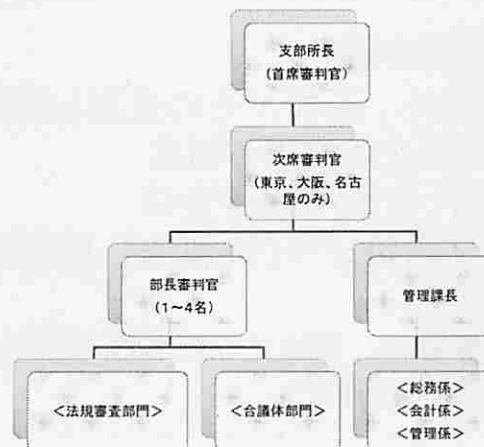 支部所長
(首席審判官)
次席審判官
(東京、大阪、名古
屋のみ)
部長審判官
(1～4名)
管理課長
<法規審査部門>
<合議体部門>
<総務係>
<会計係>
<管理係>